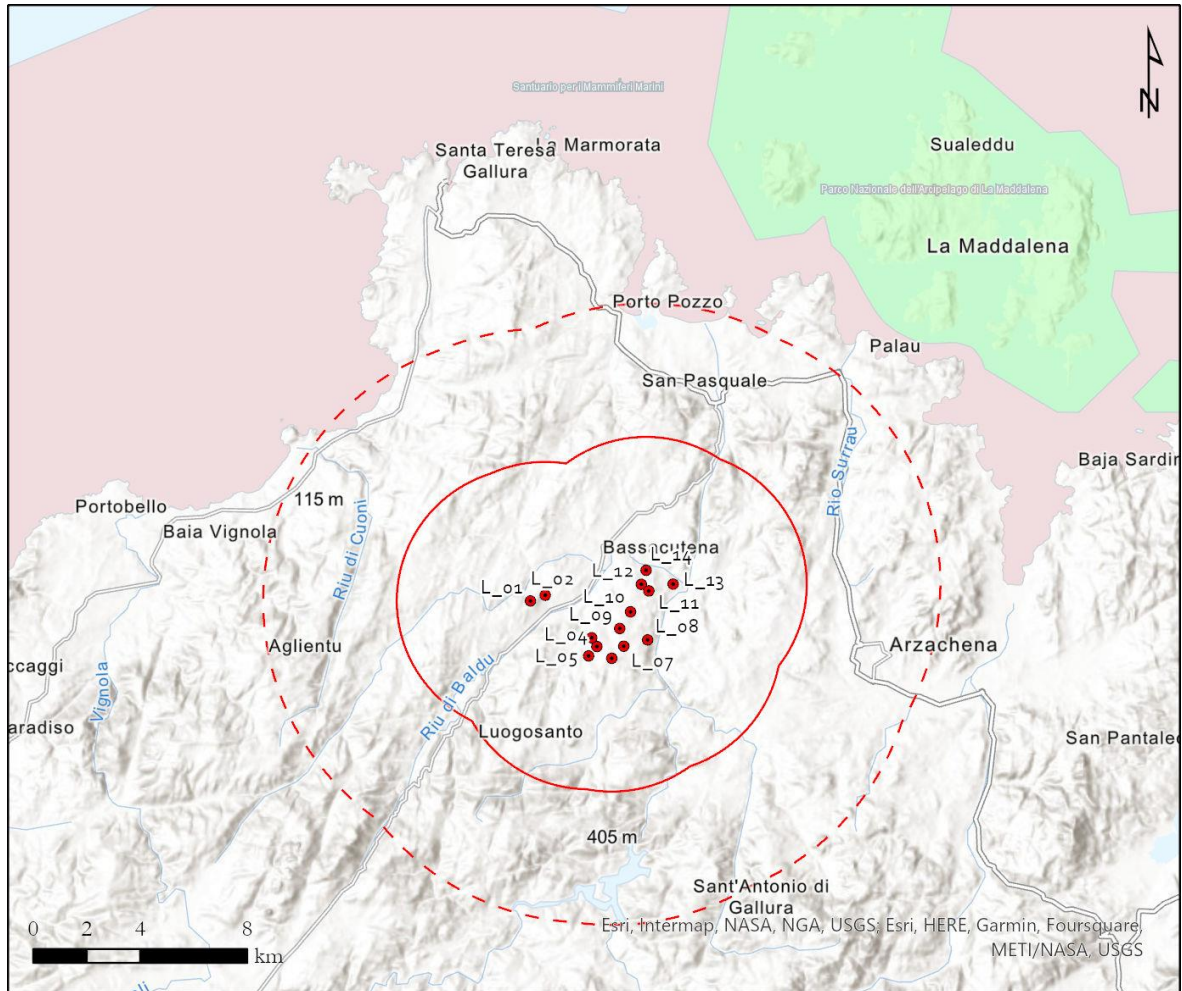 N
Santuario per i Mammiferi Marini
Santa Teresa
Gallura
La Marmorata
Sualeddu
Parco Nazionale dell'Arcipelago di La Maddalena
La Maddalena
Porto Pozzo
Palau
San Pasquale
Baja Sardin
Portobello
115 m
Baia Vignola
Riu di Cuoni
Rio Surrau
Bassacutena
L_14
L_12
L_13
L_02
L_01
L_10
L_11
L_09
L_08
L_04
L_05
L_07
Aglientu
Arzachena
ccaggi
Vignola
Riu di Baldu
aradiso
Luogosanto
San Pantaleo
405 m
Sant'Antonio di
Gallura
Esri, Intermap, NASA, NGA, USGS; Esri, HERE, Garmin, Foursquare,
METI/NASA, USGS
0 2 4 8
km